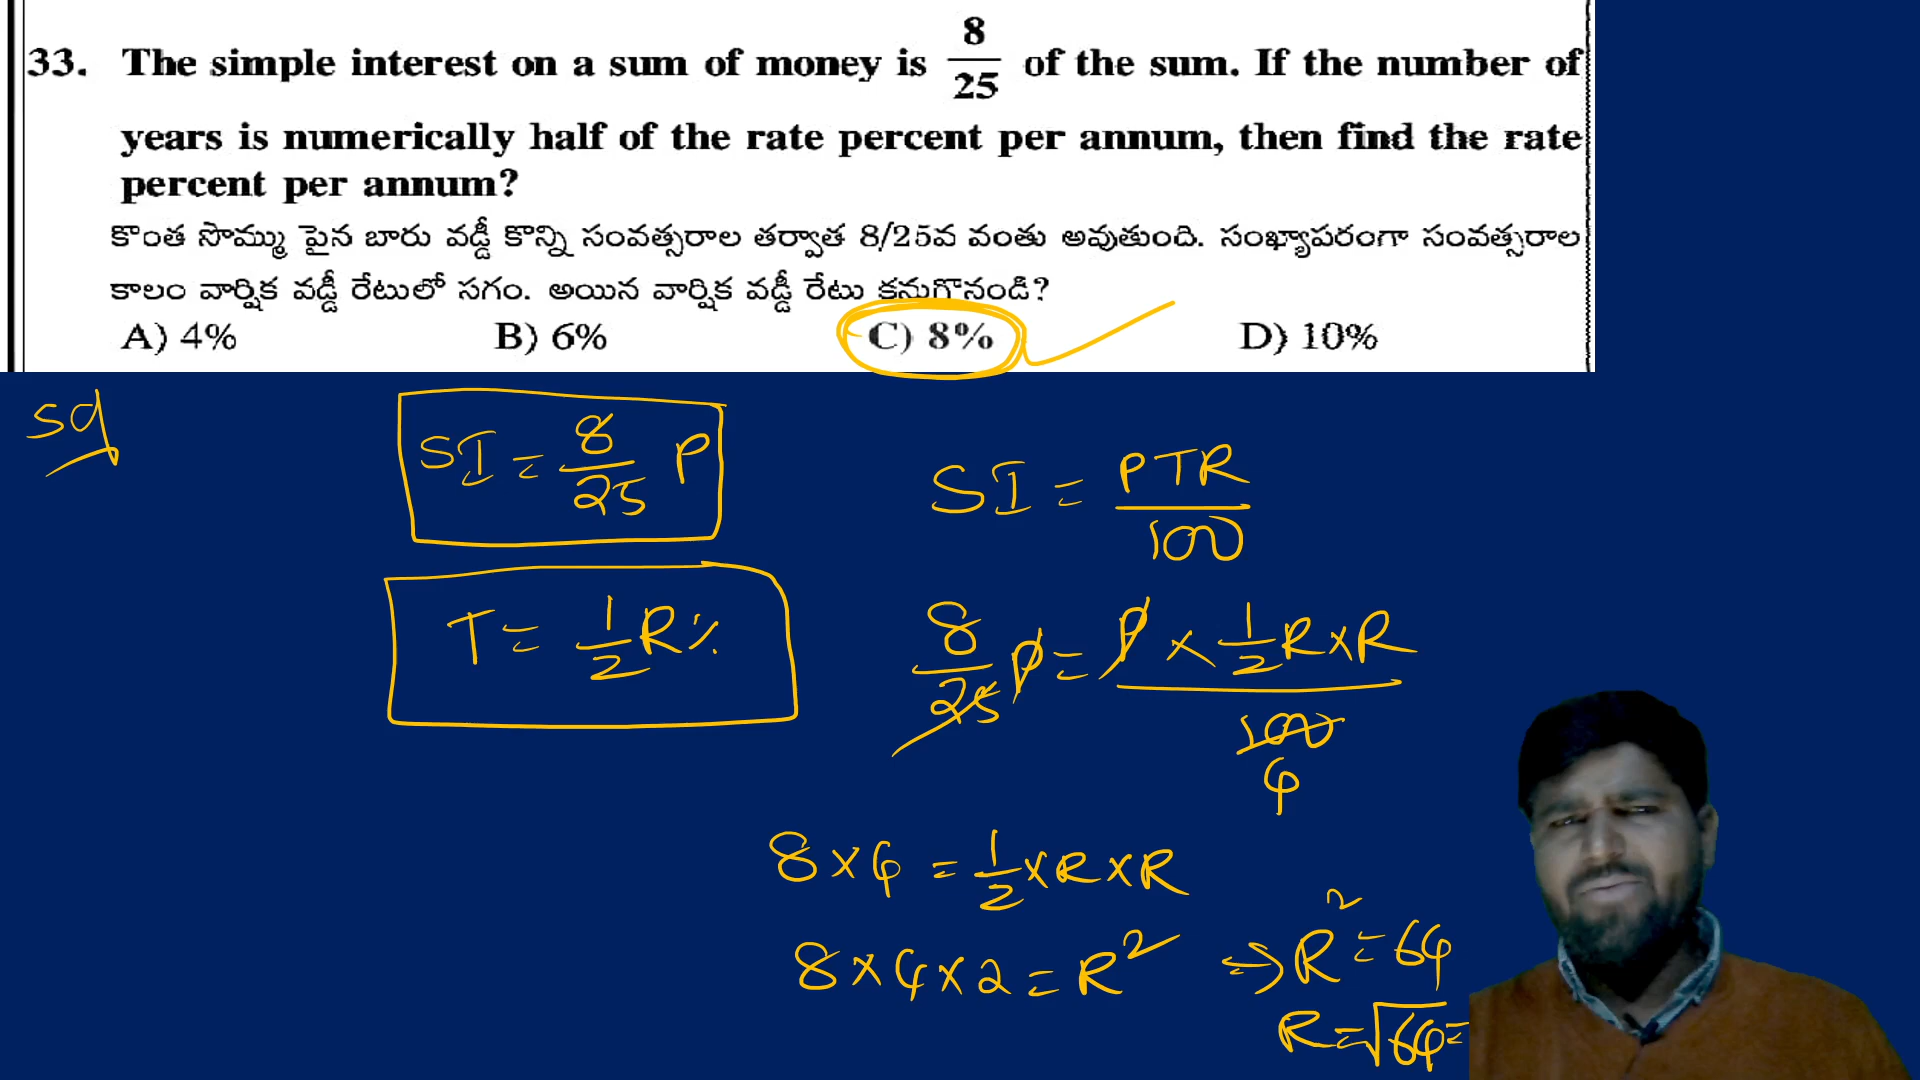 33. The simple interest on a sum of money is 8/25 of the sum. If the number of
years is numerically half of the rate percent per annum, then find the rate
percent per annum?
కొంత సొమ్ము పైన బారు వడ్డీ కొన్ని సంవత్సరాల తర్వాత 8/25వ వంతు అవుతుంది. సంఖ్యాపరంగా సంవత్సరాల
కాలం వార్షిక వడ్డీ రేటులో సగం. అయిన వార్షిక వడ్డీ రేటు కనుగొనండి?
A) 4% B) 6% C) 8% D) 10%
SI = 8/25 P
SI = PTR/100
T = 1/2 R%
8/25 P = P × 1/2 R × R / 100
4
8 × 4 = 1/2 × R × R
8 × 4 × 2 = R² ⇒ R² = 64
R = √64 =